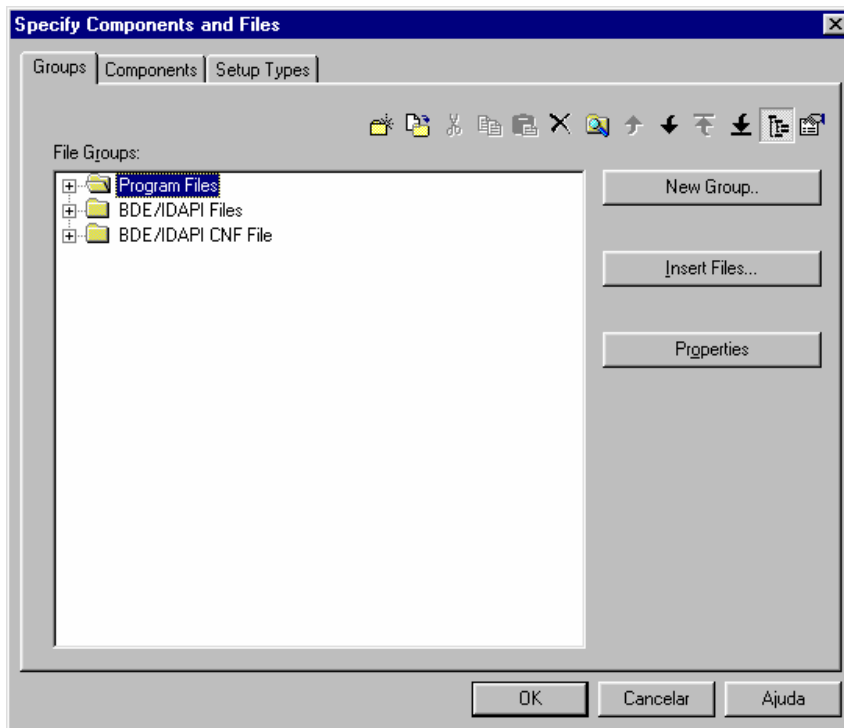 Specify Components and Files
Groups Components Setup Types
File Groups:
Program Files
BDE/IDAPI Files
BDE/IDAPI CNF File
New Group..
Insert Files...
Properties
OK Cancelar Ajuda